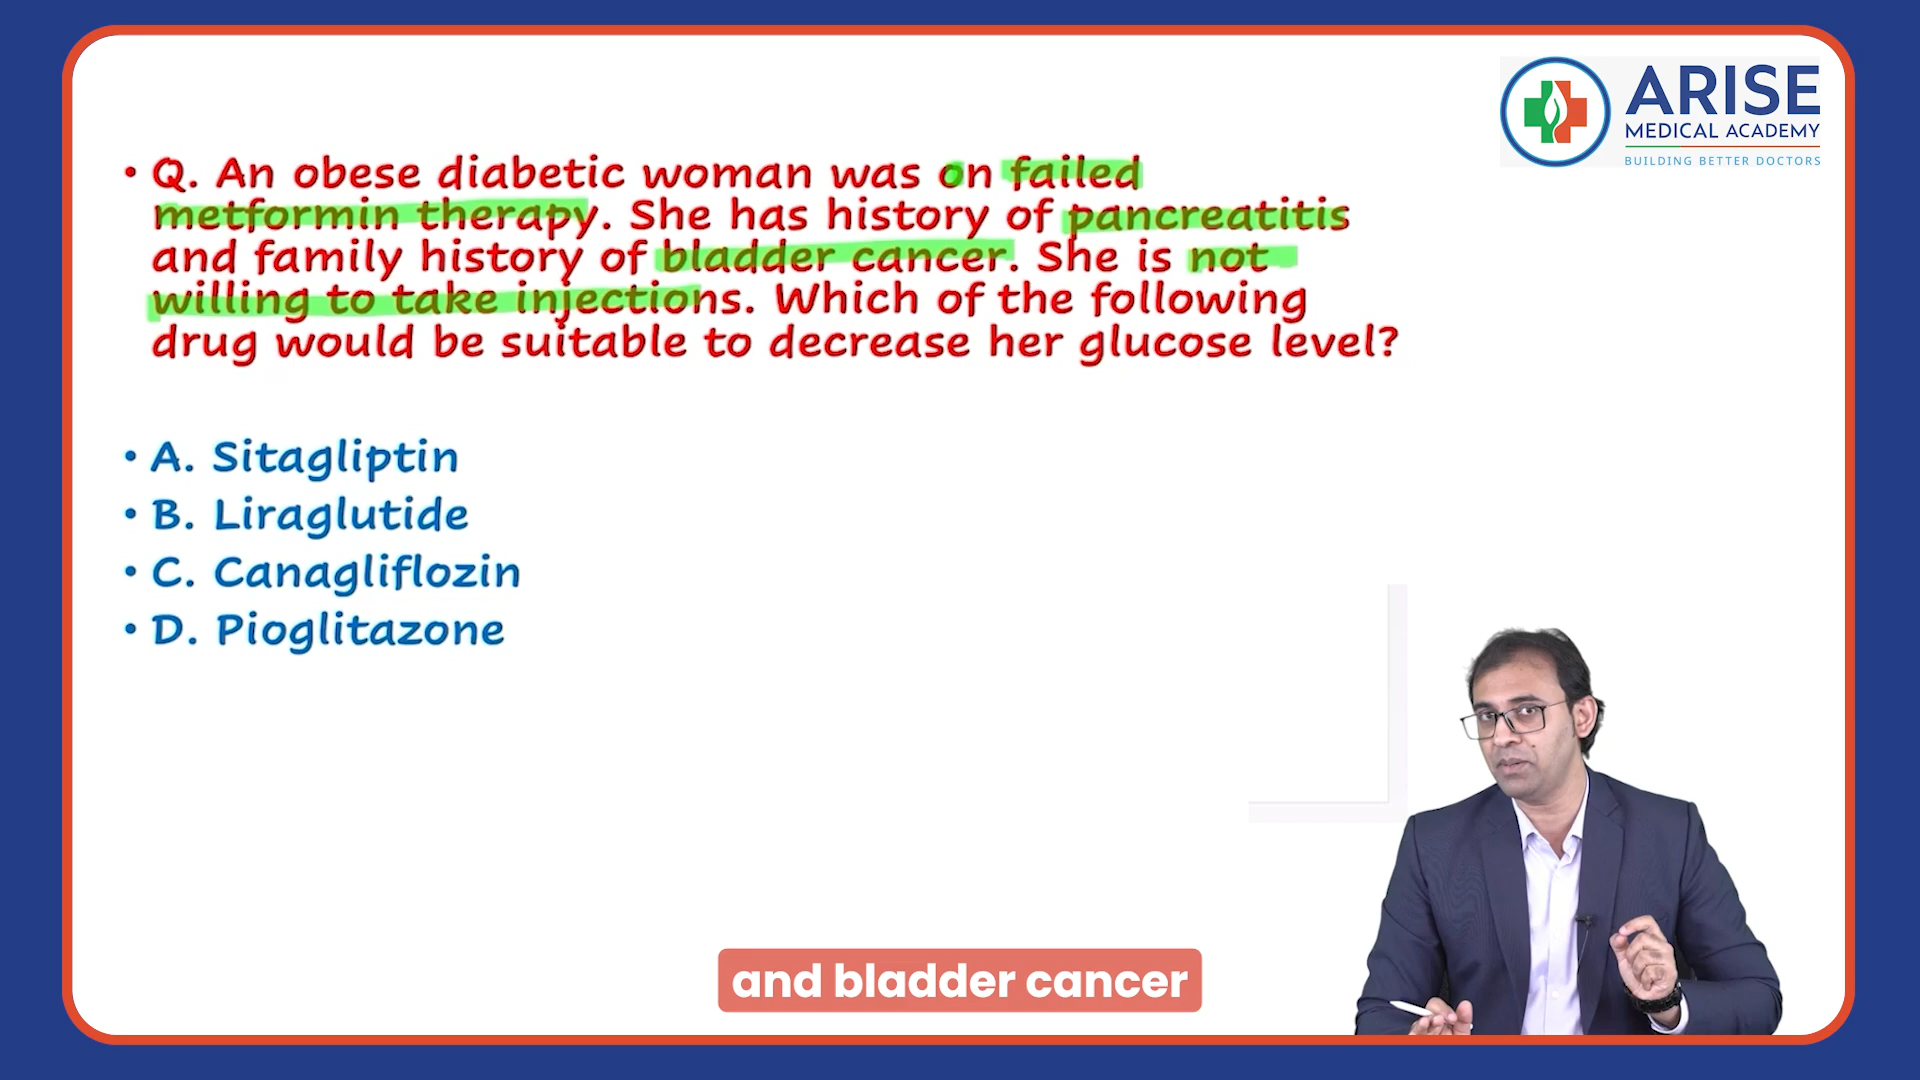 ARISE
MEDICAL ACADEMY
BUILDING BETTER DOCTORS
• Q. An obese diabetic woman was on failed
metformin therapy. She has history of pancreatitis
and family history of bladder cancer. She is not
willing to take injections. Which of the following
drug would be suitable to decrease her glucose level?
• A. Sitagliptin
• B. Liraglutide
• C. Canagliflozin
• D. Pioglitazone
and bladder cancer